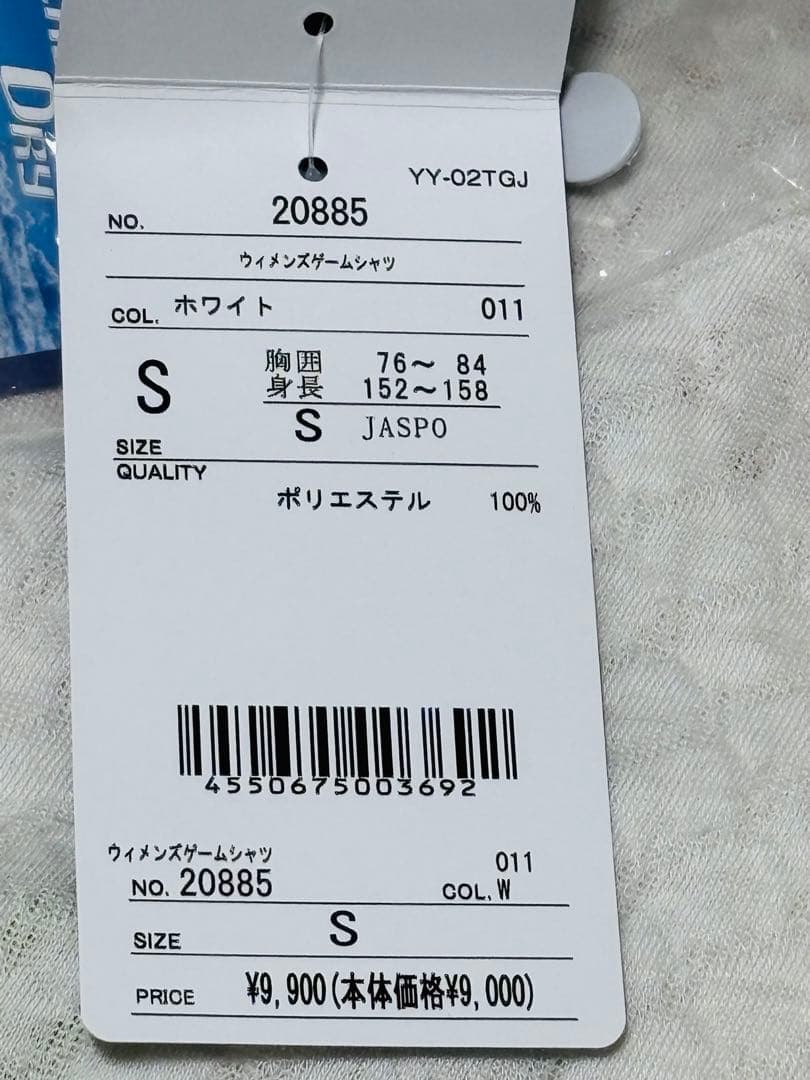 DRY
YY-02TGJ
NO. 20885
ウィメンズゲームシャツ
COL. ホワイト 011
S 胸囲 76～ 84
身長 152～158
SIZE S JASPO
QUALITY
ポリエステル 100%
4550675003692
ウィメンズゲームシャツ 011
NO. 20885 COL. W
SIZE S
PRICE ¥9,900(本体価格¥9,000)